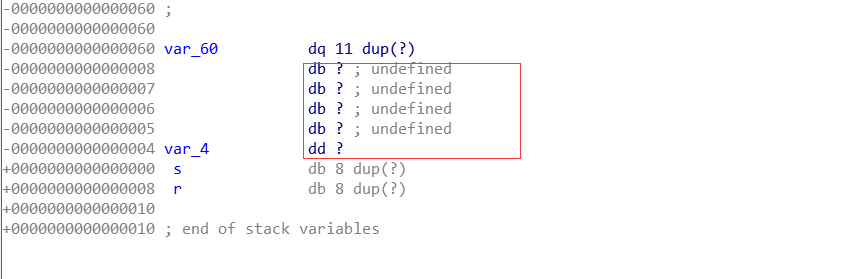 -0000000000000060 ;
-0000000000000060
-0000000000000060 var_60 dq 11 dup(?)
-0000000000000008 db ? ; undefined
-0000000000000007 db ? ; undefined
-0000000000000006 db ? ; undefined
-0000000000000005 db ? ; undefined
-0000000000000004 var_4 dd ?
+0000000000000000 s db 8 dup(?)
+0000000000000008 r db 8 dup(?)
+0000000000000010
+0000000000000010 ; end of stack variables